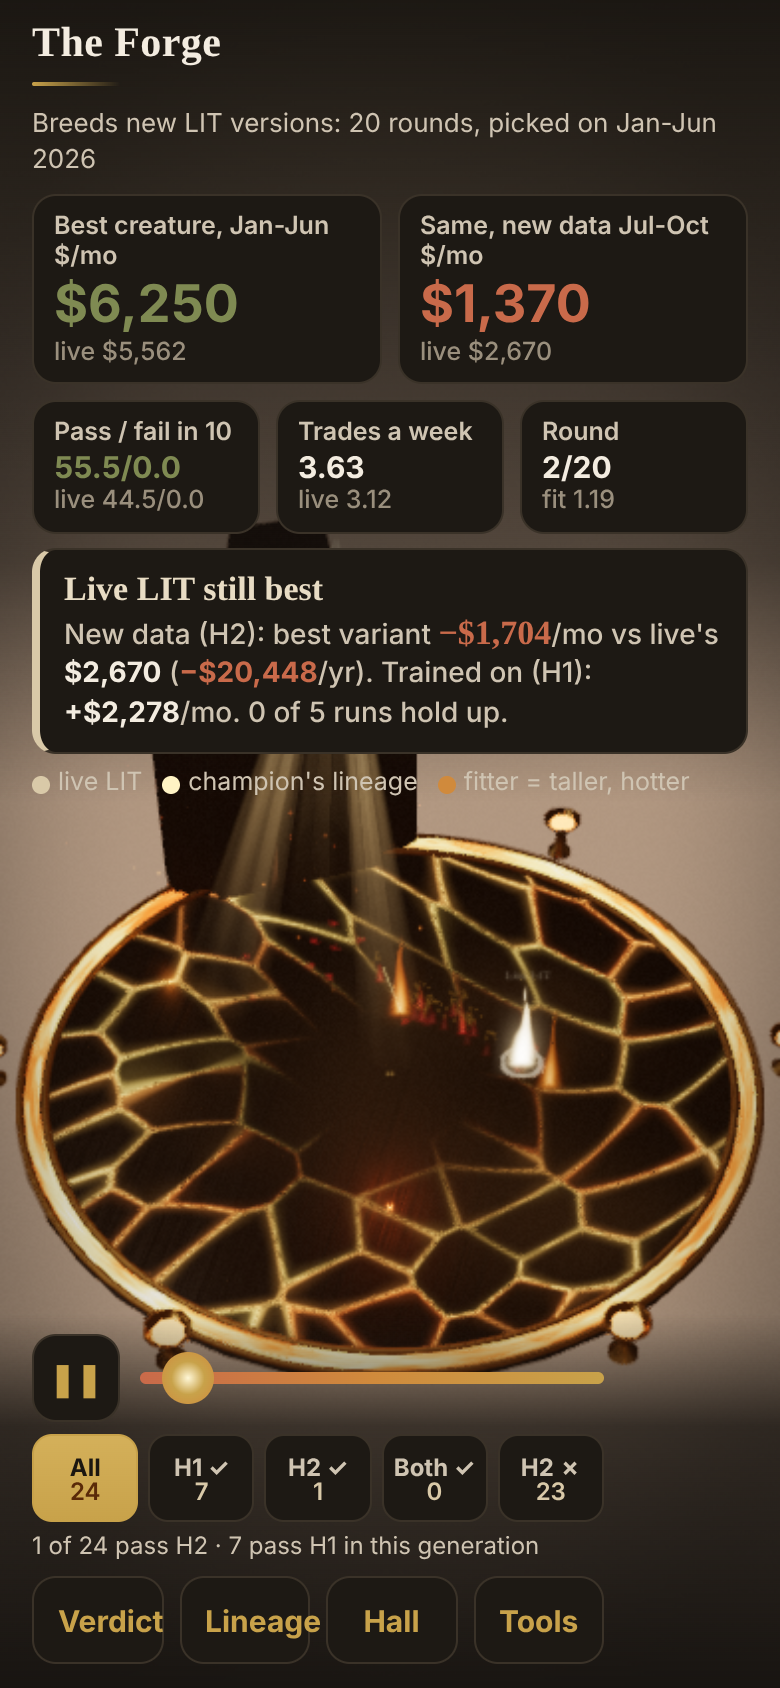 The Forge
Breeds new LIT versions: 20 rounds, picked on Jan-Jun
2026
Best creature, Jan-Jun
$/mo
$6,250
live $5,562
Same, new data Jul-Oct
$/mo
$1,370
live $2,670
Pass / fail in 10
55.5/0.0
live 44.5/0.0
Trades a week
3.63
live 3.12
Round
2/20
fit 1.19
Live LIT still best
New data (H2): best variant −$1,704/mo vs live's
$2,670 (−$20,448/yr). Trained on (H1):
+$2,278/mo. 0 of 5 runs hold up.
live LIT champion's lineage fitter = taller, hotter
All
24
H1 ✓
7
H2 ✓
1
Both ✓
0
H2 ×
23
1 of 24 pass H2 · 7 pass H1 in this generation
Verdict
Lineage
Hall
Tools